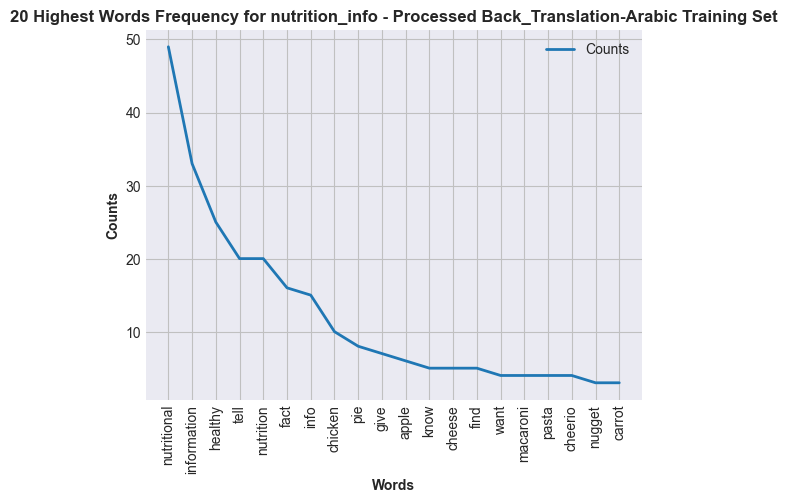 20 Highest Words Frequency for nutrition_info - Processed Back_Translation-Arabic Training Set
Counts
Counts
50
40
30
20
10
nutritional
information
healthy
tell
nutrition
fact
info
chicken
pie
give
apple
know
cheese
find
want
macaroni
pasta
cheerio
nugget
carrot
Words